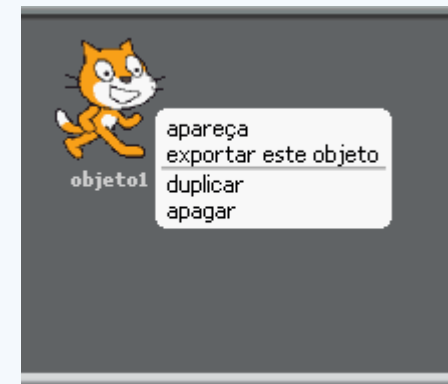 apareça
exportar este objeto
objeto1
duplicar
apagar